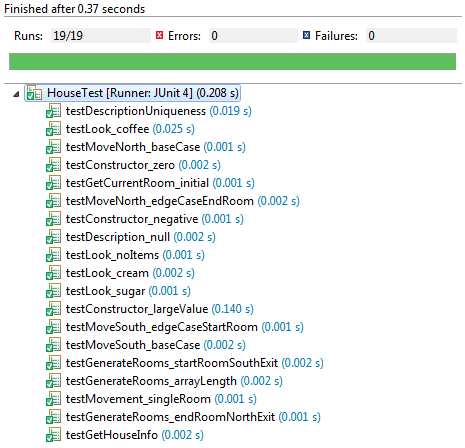 Finished after 0.37 seconds
Runs: 19/19 Errors: 0 Failures: 0
HouseTest [Runner: JUnit 4] (0.208 s)
testDescriptionUniqueness (0.019 s)
testLook_coffee (0.025 s)
testMoveNorth_baseCase (0.001 s)
testConstructor_zero (0.002 s)
testGetCurrentRoom_initial (0.001 s)
testMoveNorth_edgeCaseEndRoom (0.002 s)
testConstructor_negative (0.001 s)
testDescription_null (0.002 s)
testLook_noItems (0.001 s)
testLook_cream (0.002 s)
testLook_sugar (0.001 s)
testConstructor_largeValue (0.140 s)
testMoveSouth_edgeCaseStartRoom (0.001 s)
testMoveSouth_baseCase (0.002 s)
testGenerateRooms_startRoomSouthExit (0.002 s)
testGenerateRooms_arrayLength (0.002 s)
testMovement_singleRoom (0.001 s)
testGenerateRooms_endRoomNorthExit (0.001 s)
testGetHouseInfo (0.002 s)